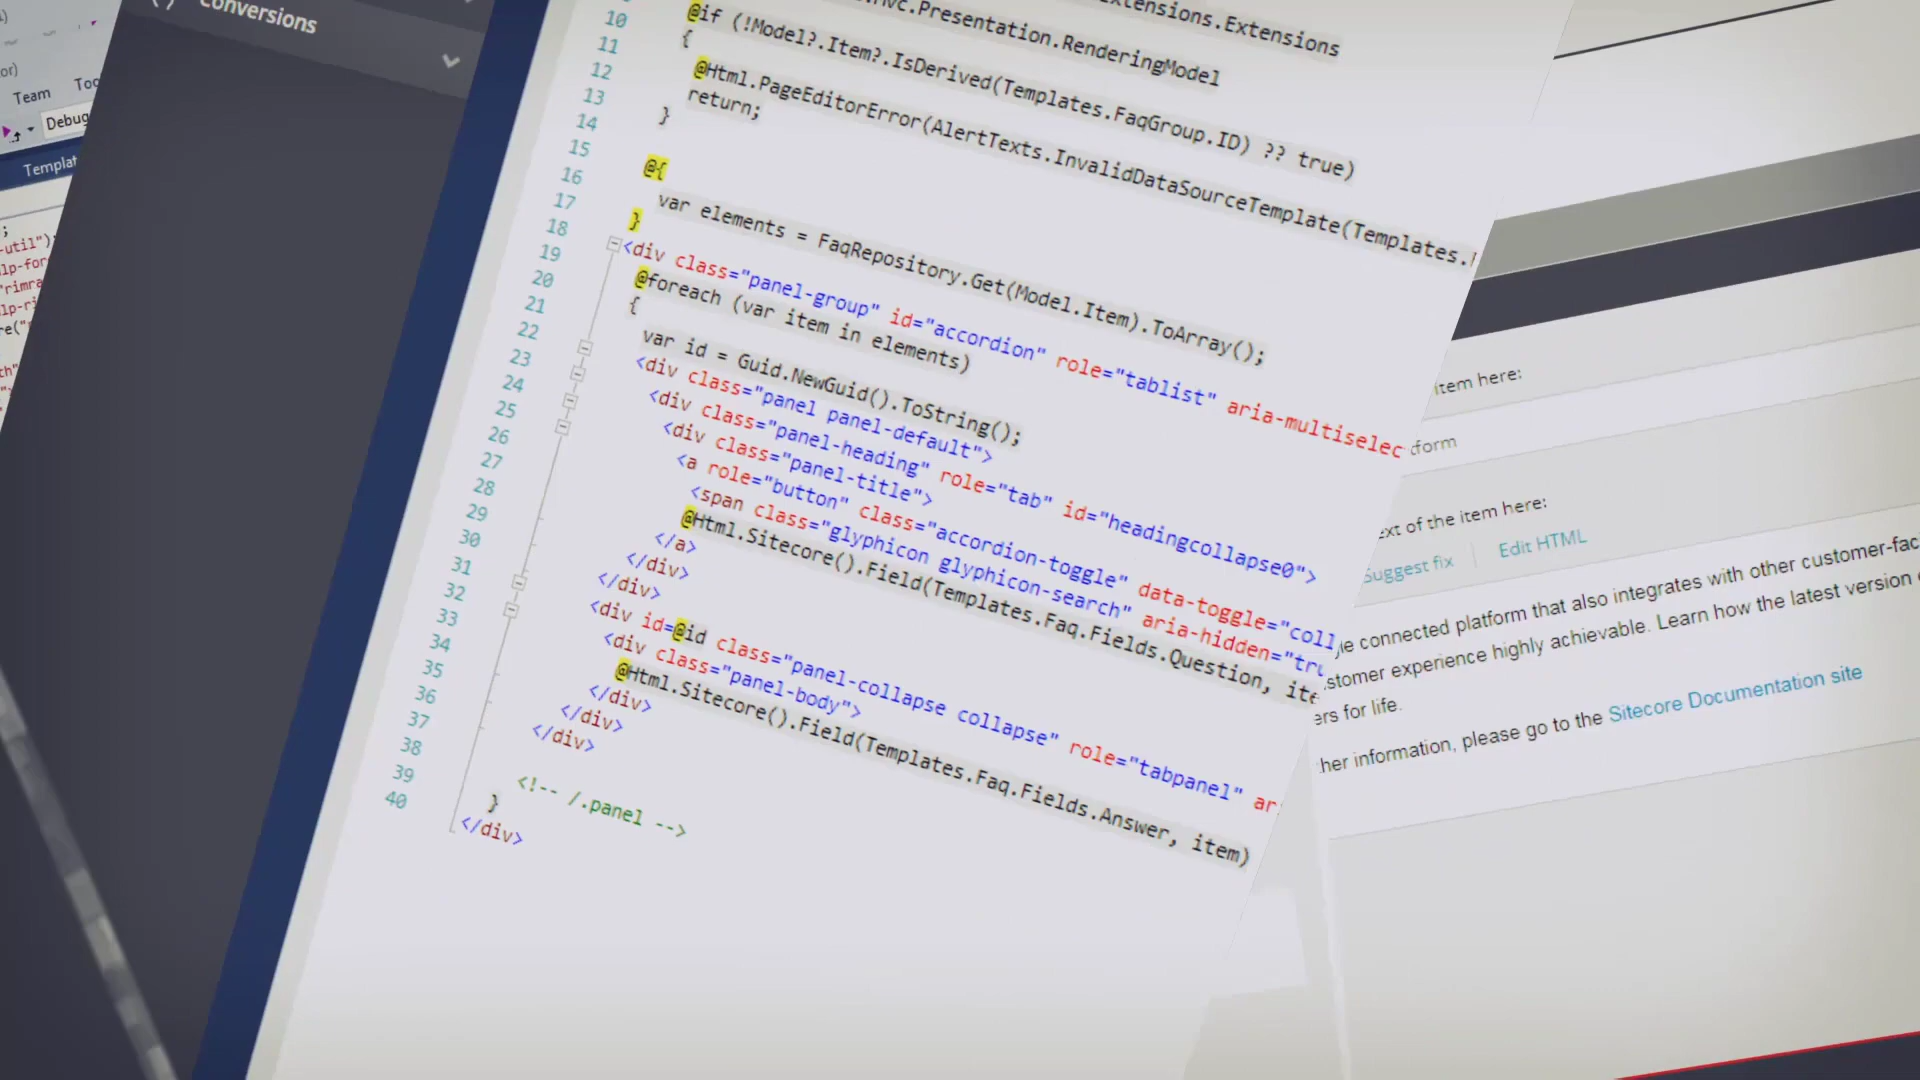 Conversions
Team
Debug
10
11
12
13
14
15
16
17
18
19
20
21
22
23
24
25
26
27
28
29
30
31
32
33
34
35
36
37
38
39
40
.Extensions
.Presentation.RenderingModel
@if (!Model?.Item?.IsDerived(Templates.FaqGroup.ID) ?? true)
{
@Html.PageEditorError(AlertTexts.InvalidDataSourceTemplate(Templates.
return;
}
@{
var elements = FaqRepository.Get(Model.Item).ToArray();
}
<div class="panel-group" id="accordion" role="tablist" aria-multiselec
@foreach (var item in elements)
{
var id = Guid.NewGuid().ToString();
<div class="panel panel-default">
<div class="panel-heading" role="tab" id="headingcollapse0">
<div class="panel-title">
<a role="button" class="accordion-toggle" data-toggle="coll
<span class="glyphicon glyphicon-search" aria-hidden="tru
@Html.Sitecore().Field(Templates.Faq.Fields.Question, ite
</a>
</div>
</div>
<div id=@id class="panel-collapse collapse" role="tabpanel" ar
<div class="panel-body">
@Html.Sitecore().Field(Templates.Faq.Fields.Answer, item)
</div>
</div>
</div>
<!-- /.panel -->
}
</div>
item here:
form
ext of the item here:
Suggest fix
Edit HTML
le connected platform that also integrates with other customer-fac
stomer experience highly achievable. Learn how the latest version
ers for life.
her information, please go to the Sitecore Documentation site